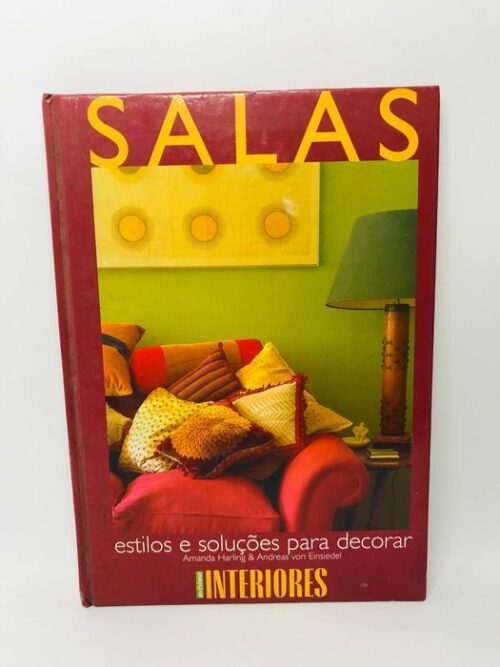 SALAS
estilos e soluções para decorar
Amanda Harling & Andreas von Einsiedel
INTERIORES